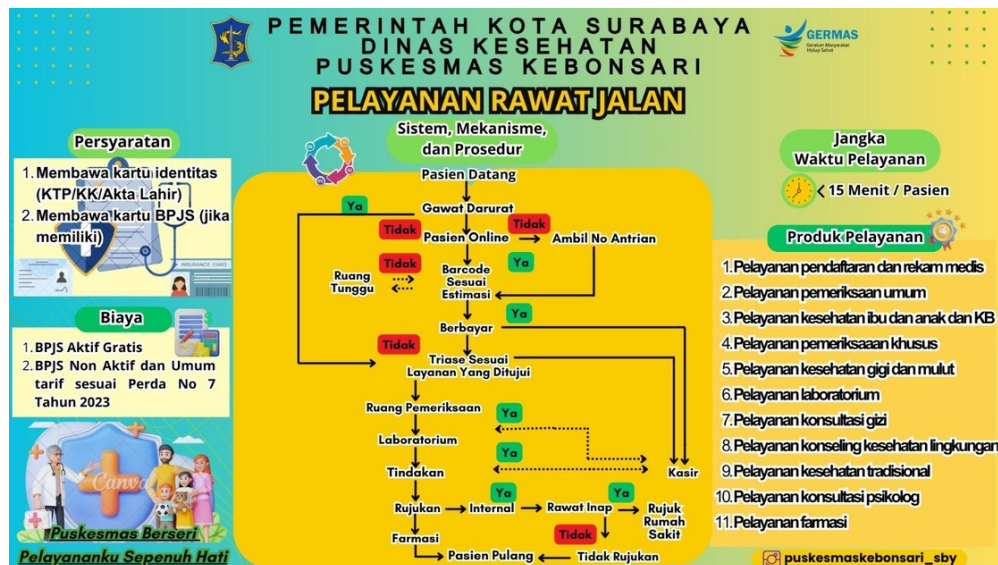 PEMERINTAH KOTA SURABAYA
DINAS KESEHATAN
PUSKESMAS KEBONSARI
GERMAS
Gerakan Masyarakat
Hidup Sehat
PELAYANAN RAWAT JALAN
Persyaratan
1. Membawa kartu identitas
(KTP/KK/Akta Lahir)
2. Membawa kartu BPJS (jika
memiliki)
INSURANCE CARD
Biaya
1. BPJS Aktif Gratis
2. BPJS Non Aktif dan Umum
tarif sesuai Perda No 7
Tahun 2023
Canva
Puskesmas Berseri
Pelayananku Sepenuh Hati
Sistem, Mekanisme,
dan Prosedur
Pasien Datang
Ya
Gawat Darurat
Tidak
Tidak
Pasien Online
Ambil No Antrian
Tidak
Ya
Ruang
Tunggu
Barcode
Sesuai
Estimasi
Ya
Berbayar
Tidak
Triase Sesuai
Layanan Yang Ditujui
Ruang Pemeriksaan
Ya
Laboratorium
Ya
Tindakan
Kasir
Ya
Ya
Rujukan
Internal
Rawat Inap
Rujuk
Rumah
Sakit
Farmasi
Tidak
Pasien Pulang
Tidak Rujukan
Jangka
Waktu Pelayanan
15 Menit / Pasien
Produk Pelayanan
1. Pelayanan pendaftaran dan rekam medis
2. Pelayanan pemeriksaan umum
3. Pelayanan kesehatan ibu dan anak dan KB
4. Pelayanan pemeriksaaan khusus
5. Pelayanan kesehatan gigi dan mulut
6. Pelayanan laboratorium
7. Pelayanan konsultasi gizi
8. Pelayanan konseling kesehatan lingkungan
9. Pelayanan kesehatan tradisional
10. Pelayanan konsultasi psikolog
11. Pelayanan farmasi
puskesmaskebonsari_sby